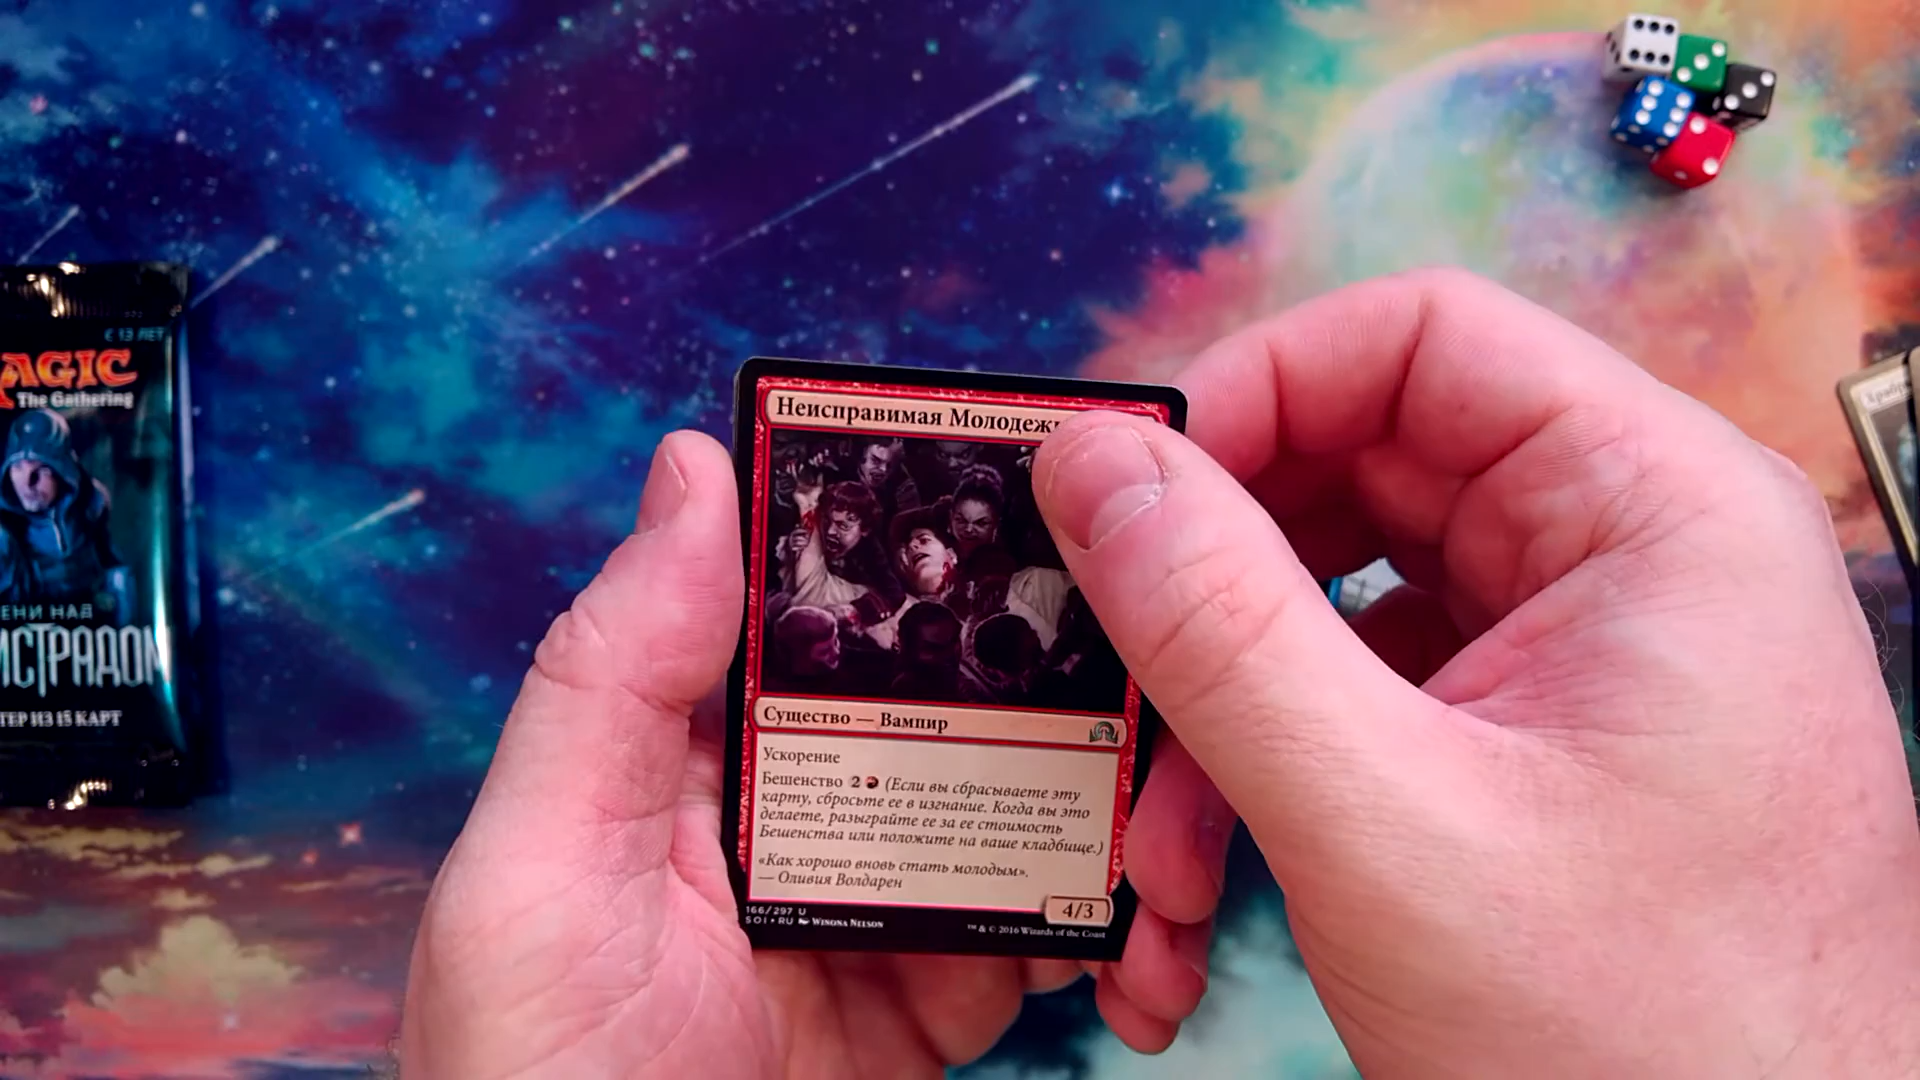 С 13 ЛЕТ
AGIC
The Gathering
ЕНИ НАД
ИСТРАДОМ
ТЕР ИЗ 15 КАРТ
Неисправимая Молодежь
Существо — Вампир
Ускорение
Бешенство 2 (Если вы сбрасываете эту
карту, сбросьте ее в изгнание. Когда вы это
делаете, разыграйте ее за ее стоимость
Бешенства или положите на ваше кладбище.)
«Как хорошо вновь стать молодым».
— Оливия Волдарен
4/3
166/297 U
SOI • RU Winona Nelson
™ & © 2016 Wizards of the Coast